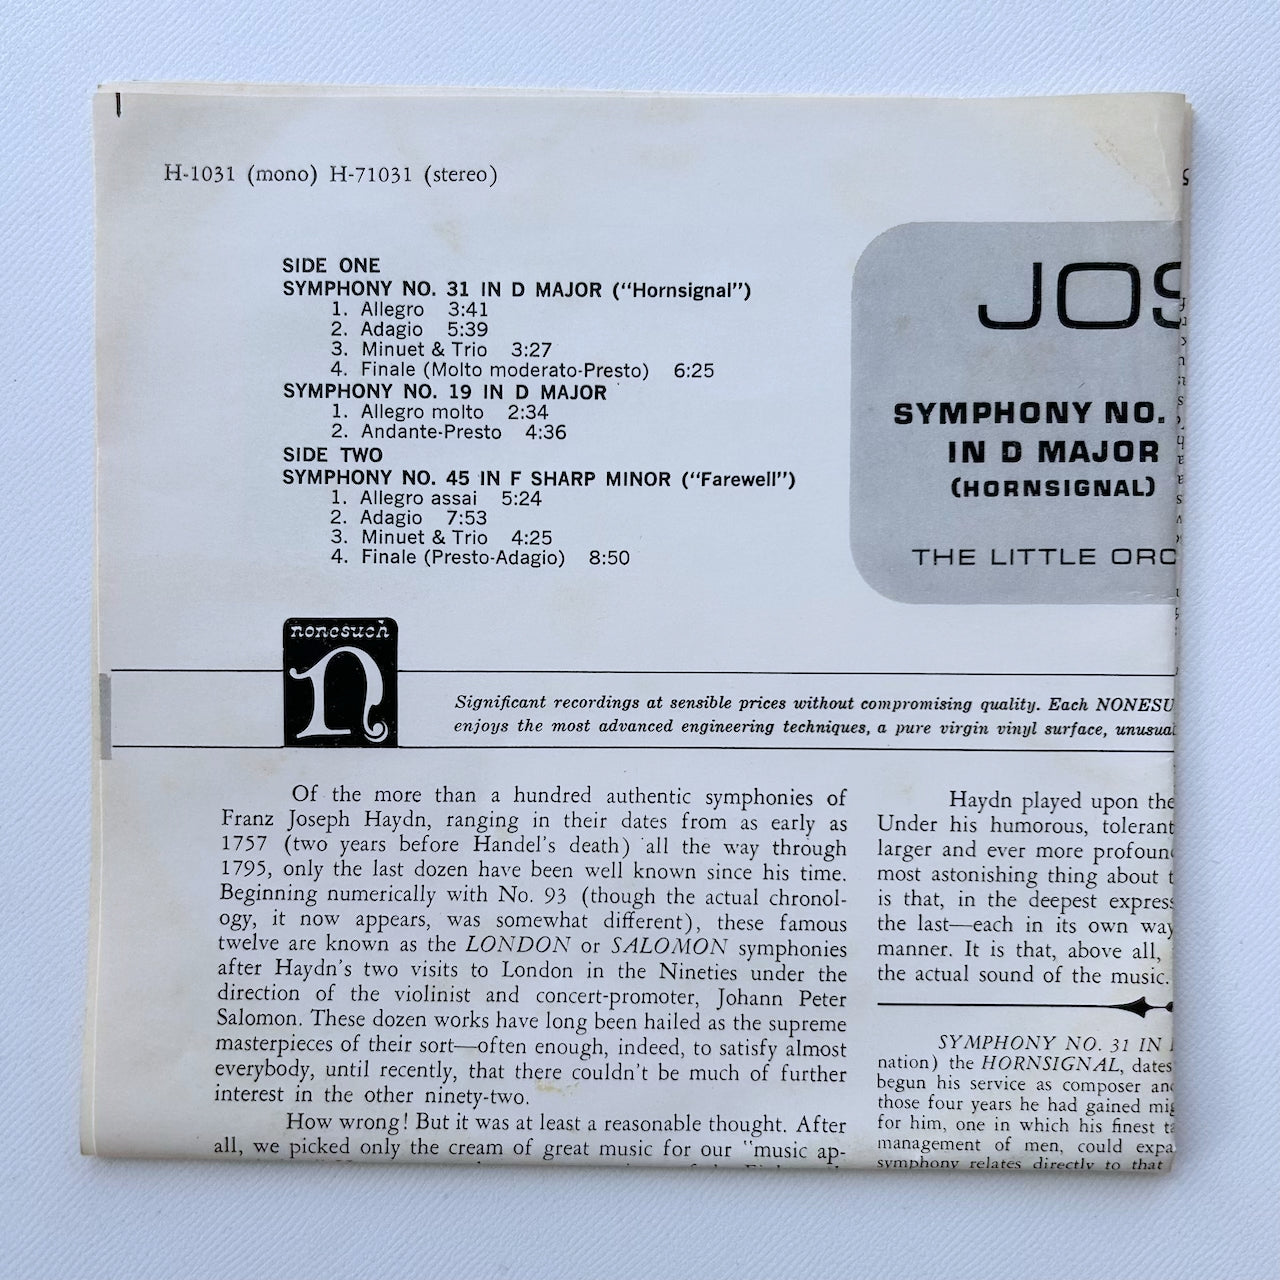 H-1031 (mono) H-71031 (stereo)
SIDE ONE
SYMPHONY NO. 31 IN D MAJOR ("Hornsignal")
1. Allegro 3:41
2. Adagio 5:39
3. Minuet & Trio 3:27
4. Finale (Molto moderato-Presto) 6:25
SYMPHONY NO. 19 IN D MAJOR
1. Allegro molto 2:34
2. Andante-Presto 4:36
SIDE TWO
SYMPHONY NO. 45 IN F SHARP MINOR ("Farewell")
1. Allegro assai 5:24
2. Adagio 7:53
3. Minuet & Trio 4:25
4. Finale (Presto-Adagio) 8:50
JOS
SYMPHONY NO.
IN D MAJOR
(HORNSIGNAL)
THE LITTLE ORC
nonesuch
n
Significant recordings at sensible prices without compromising quality. Each NONESU
enjoys the most advanced engineering techniques, a pure virgin vinyl surface, unusual
Of the more than a hundred authentic symphonies of
Franz Joseph Haydn, ranging in their dates from as early as
1757 (two years before Handel's death) all the way through
1795, only the last dozen have been well known since his time.
Beginning numerically with No. 93 (though the actual chronol-
ogy, it now appears, was somewhat different), these famous
twelve are known as the LONDON or SALOMON symphonies
after Haydn's two visits to London in the Nineties under the
direction of the violinist and concert-promoter, Johann Peter
Salomon. These dozen works have long been hailed as the supreme
masterpieces of their sort—often enough, indeed, to satisfy almost
everybody, until recently, that there couldn't be much of further
interest in the other ninety-two.
How wrong! But it was at least a reasonable thought. After
all, we picked only the cream of great music for our "music ap-
Haydn played upon the
Under his humorous, tolerant
larger and ever more profoun
most astonishing thing about t
is that, in the deepest express
the last—each in its own way
manner. It is that, above all,
the actual sound of the music.
SYMPHONY NO. 31 IN
nation) the HORNSIGNAL, dates
begun his service as composer an
those four years he had gained mig
for him, one in which his finest ta
management of men, could expa
symphony relates directly to that